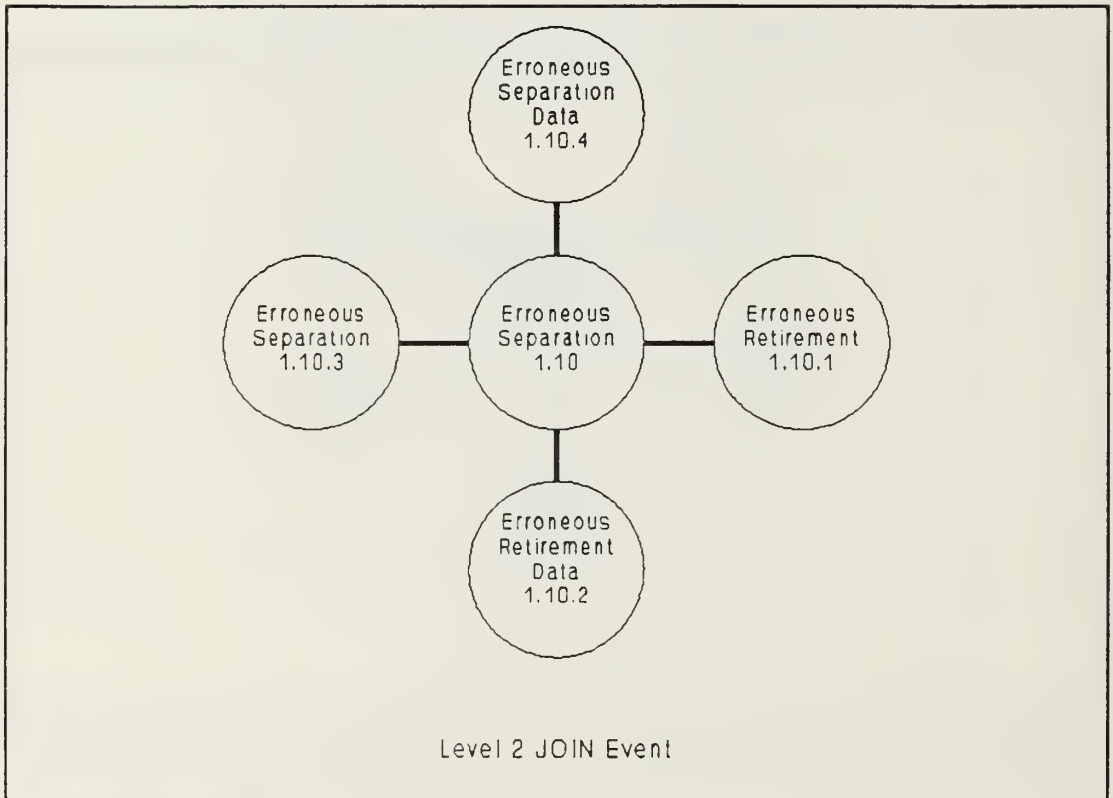 Erroneous
Separation
Data
1.10.4
Erroneous
Separation
1.10.3
Erroneous
Separation
1.10
Erroneous
Retirement
1.10.1
Erroneous
Retirement
Data
1.10.2
Level 2 JOIN Event